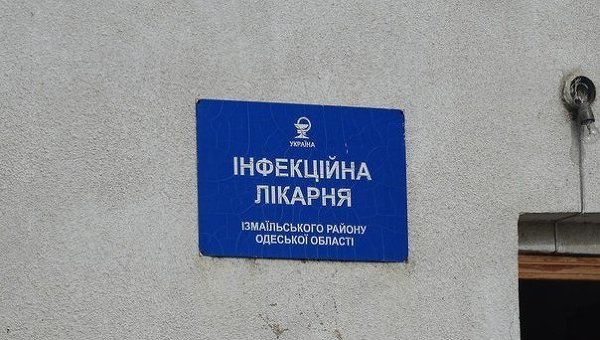 УКРАЇНА
ІНФЕКЦІЙНА
ЛІКАРНЯ
ІЗМАЇЛЬСЬКОГО РАЙОНУ
ОДЕСЬКОЇ ОБЛАСТІ